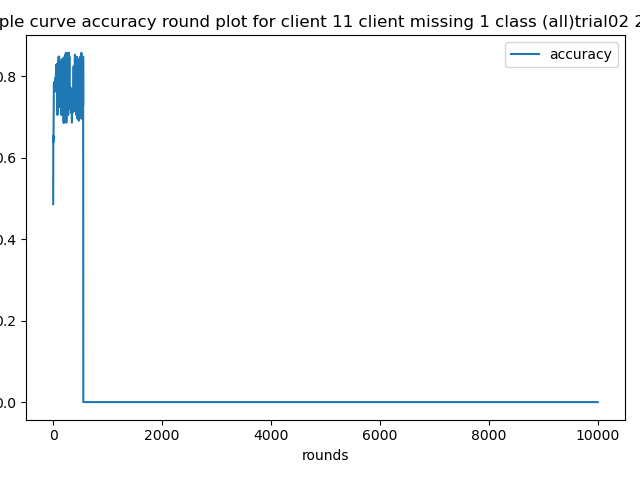 ple curve accuracy round plot for client 11 client missing 1 class (all)trial02 2
accuracy
0.8
0.6
0.4
0.2
0.0
0 2000 4000 6000 8000 10000
rounds